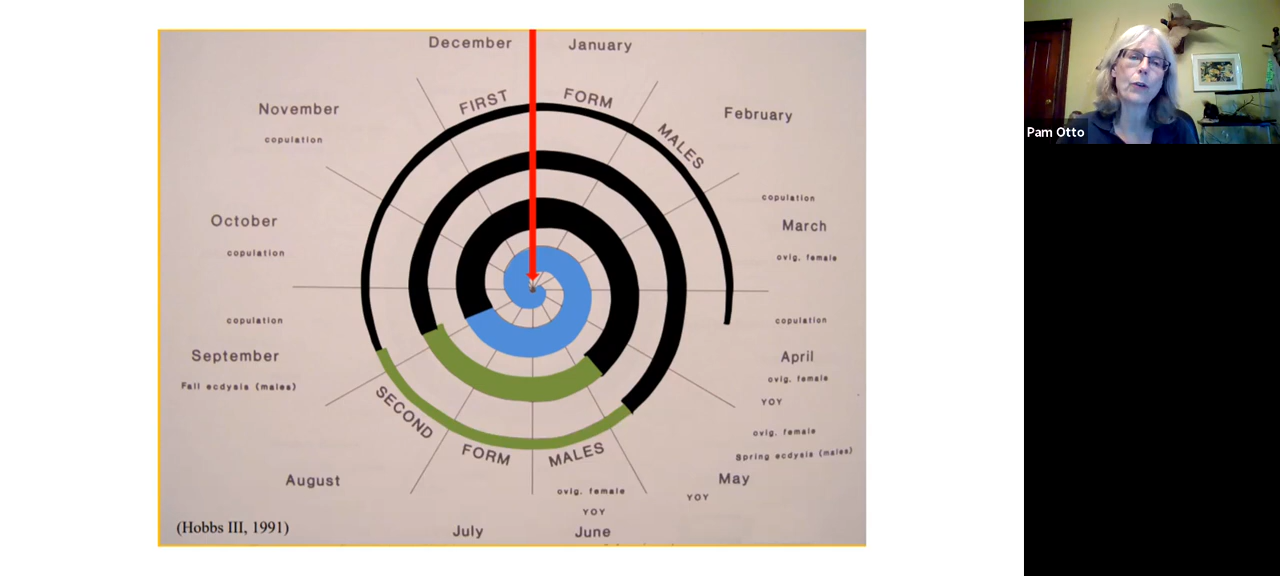 December
January
FIRST
FORM
MALES
November
copulation
February
October
copulation
copulation
March
ovig. female
copulation
September
Fall ecdysis (males)
copulation
April
ovig. female
YOY
ovig. female
Spring ecdysis (males)
May
YOY
SECOND
FORM
MALES
August
ovig. female
YOY
July
June
(Hobbs III, 1991)
Pam Otto